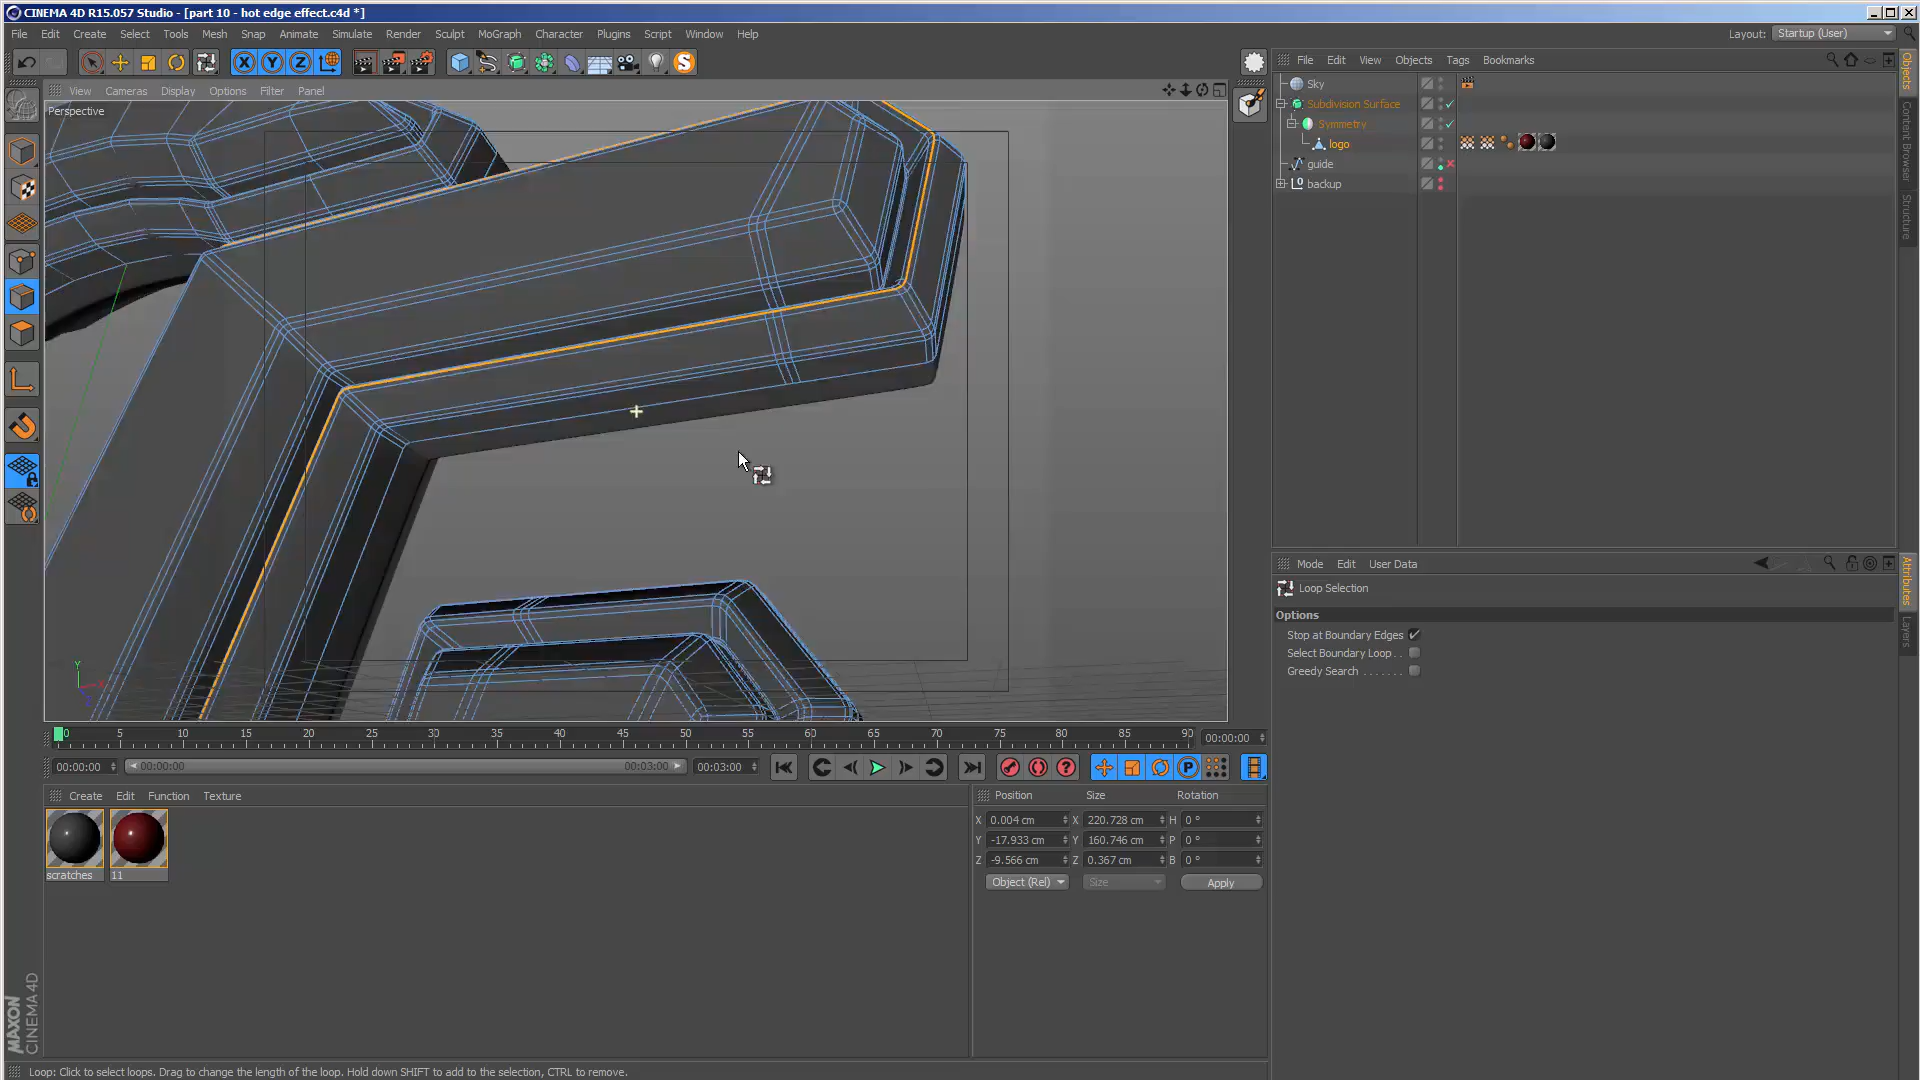 CINEMA 4D R15.057 Studio - [part 10 - hot edge effect.c4d *]
File Edit Create Select Tools Mesh Snap Animate Simulate Render Sculpt MoGraph Character Plugins Script Window Help
Layout: Startup (User)
View Cameras Display Options Filter Panel
Perspective
File Edit View Objects Tags Bookmarks
Sky
Subdivision Surface
Symmetry
logo
guide
backup
Objects
Content Browser
Structure
Mode Edit User Data
Loop Selection
Options
Stop at Boundary Edges
Select Boundary Loop . .
Greedy Search . . . . . . .
Attributes
Layers
Y
0 5 10 15 20 25 30 35 40 45 50 55 60 65 70 75 80 85 90
00:00:00
00:00:00 00:00:00 00:03:00 00:03:00
Create Edit Function Texture
scratches 11
Position Size Rotation
X 0.004 cm X 220.728 cm H 0 °
Y -17.933 cm Y 160.746 cm P 0 °
Z -9.566 cm Z 0.367 cm B 0 °
Object (Rel) Size Apply
MAXON
CINEMA 4D
Loop: Click to select loops. Drag to change the length of the loop. Hold down SHIFT to add to the selection, CTRL to remove.